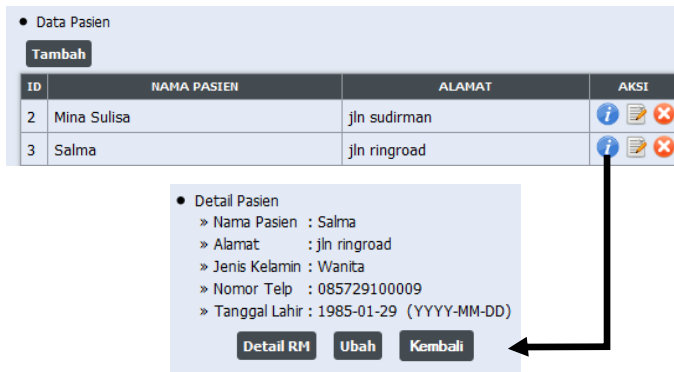 ● Data Pasien
Tambah
ID NAMA PASIEN ALAMAT AKSI
2 Mina Sulisa jln sudirman
3 Salma jln ringroad
● Detail Pasien
» Nama Pasien : Salma
» Alamat : jln ringroad
» Jenis Kelamin : Wanita
» Nomor Telp : 085729100009
» Tanggal Lahir : 1985-01-29 (YYYY-MM-DD)
Detail RM Ubah Kembali